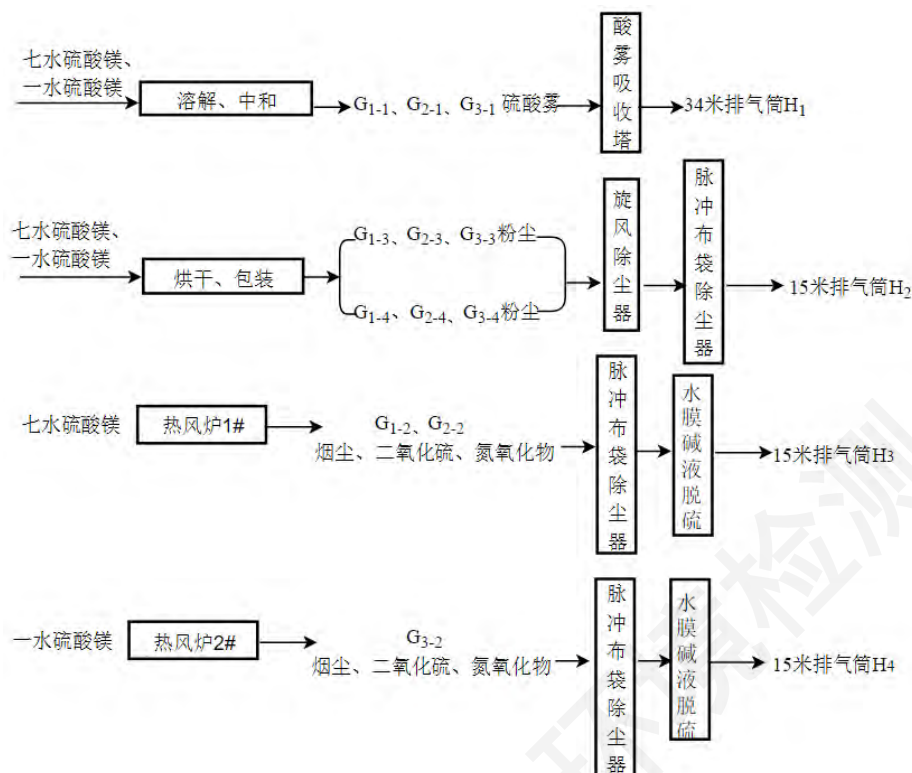 七水硫酸镁、
一水硫酸镁
溶解、中和
G1-1、G2-1、G3-1 硫酸雾
酸雾吸收塔
34米排气筒H1
七水硫酸镁、
一水硫酸镁
烘干、包装
G1-3、G2-3、G3-3粉尘
G1-4、G2-4、G3-4粉尘
旋风除尘器
脉冲布袋除尘器
15米排气筒H2
七水硫酸镁
热风炉1#
G1-2、G2-2
烟尘、二氧化硫、氮氧化物
脉冲布袋除尘器
水膜碱液脱硫
15米排气筒H3
一水硫酸镁
热风炉2#
G3-2
烟尘、二氧化硫、氮氧化物
脉冲布袋除尘器
水膜碱液脱硫
15米排气筒H4
环境检测